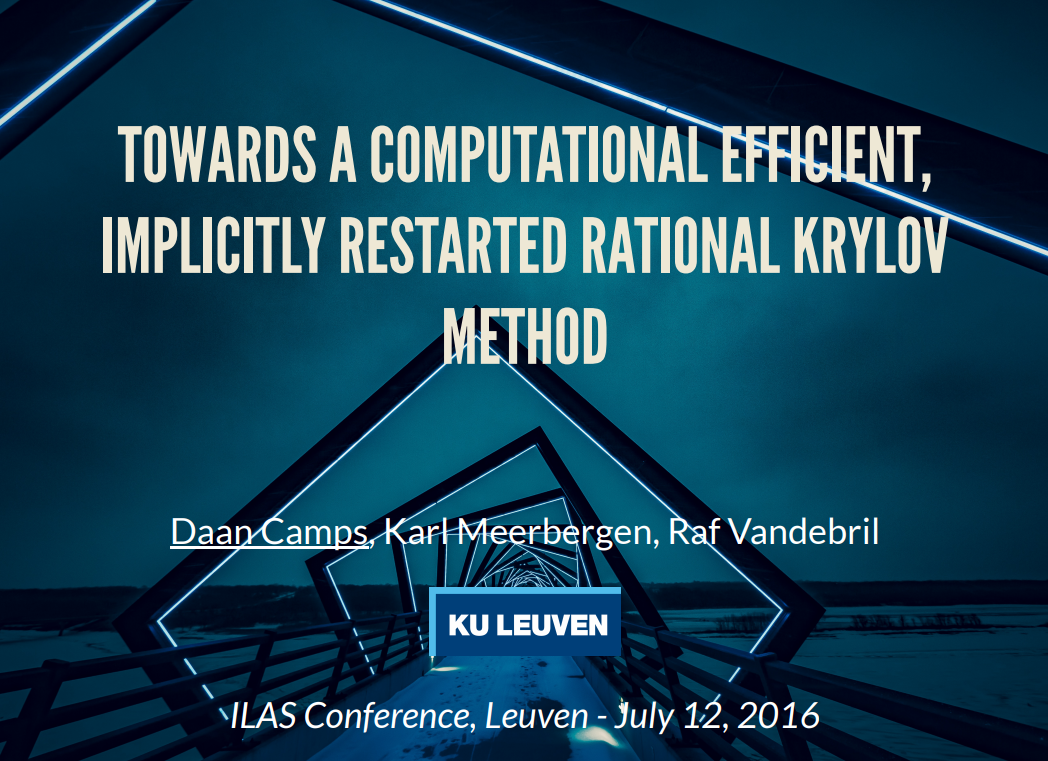 TOWARDS A COMPUTATIONAL EFFICIENT,
IMPLICITLY RESTARTED RATIONAL KRYLOV
METHOD
Daan Camps, Karl Meerbergen, Raf Vandebril
KU LEUVEN
ILAS Conference, Leuven - July 12, 2016